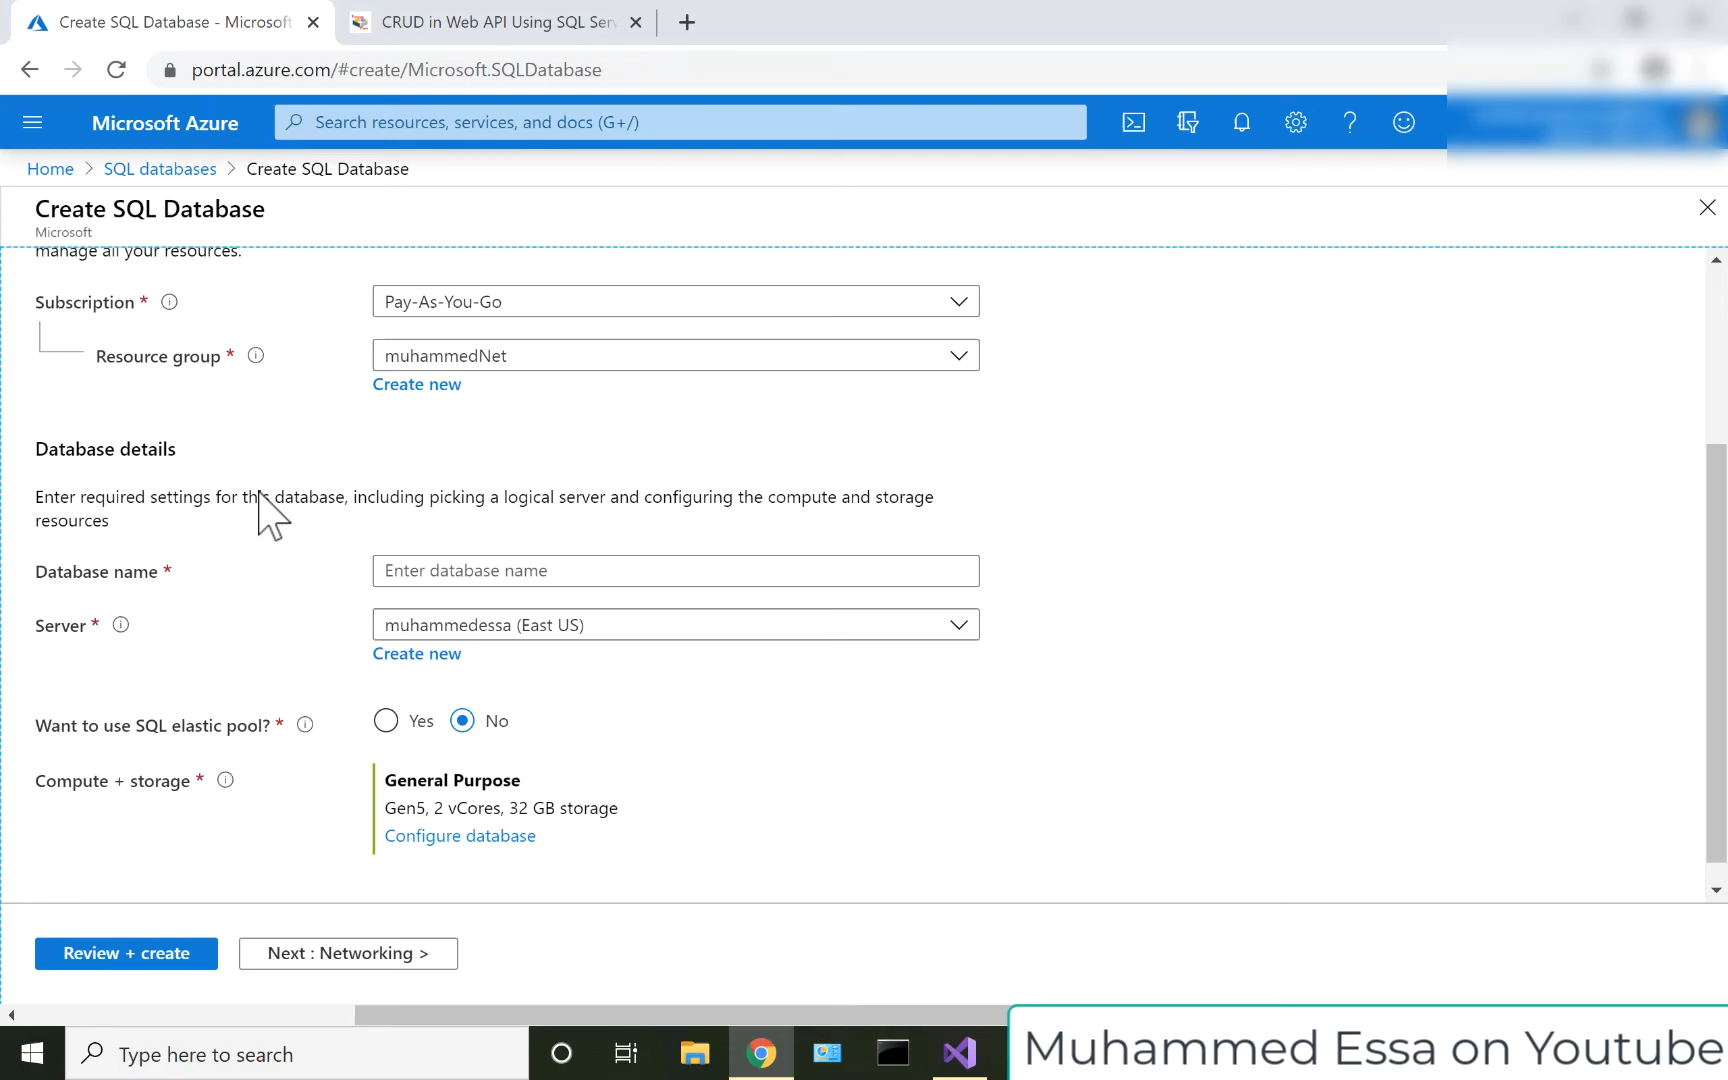 Create SQL Database - Microsoft
CRUD in Web API Using SQL Ser
portal.azure.com/#create/Microsoft.SQLDatabase
Microsoft Azure
Search resources, services, and docs (G+/)
Home > SQL databases > Create SQL Database
Create SQL Database
Microsoft
manage all your resources.
Subscription * Pay-As-You-Go
Resource group * muhammedNet
Create new
Database details
Enter required settings for this database, including picking a logical server and configuring the compute and storage
resources
Database name * Enter database name
Server * muhammedessa (East US)
Create new
Want to use SQL elastic pool? * Yes No
Compute + storage * General Purpose
Gen5, 2 vCores, 32 GB storage
Configure database
Review + create
Next : Networking >
Type here to search
Muhammed Essa on Youtube